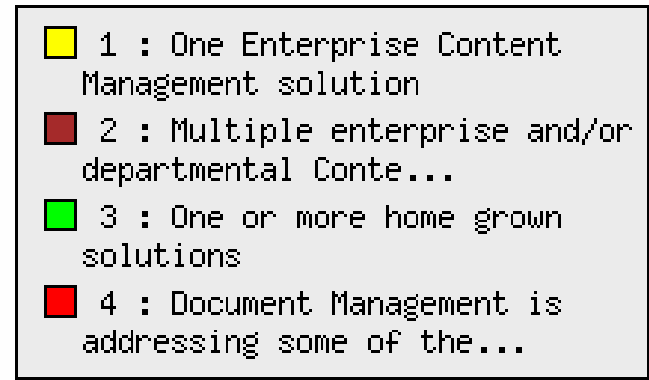 1 : One Enterprise Content
Management solution
2 : Multiple enterprise and/or
departmental Conte...
3 : One or more home grown
solutions
4 : Document Management is
addressing some of the...